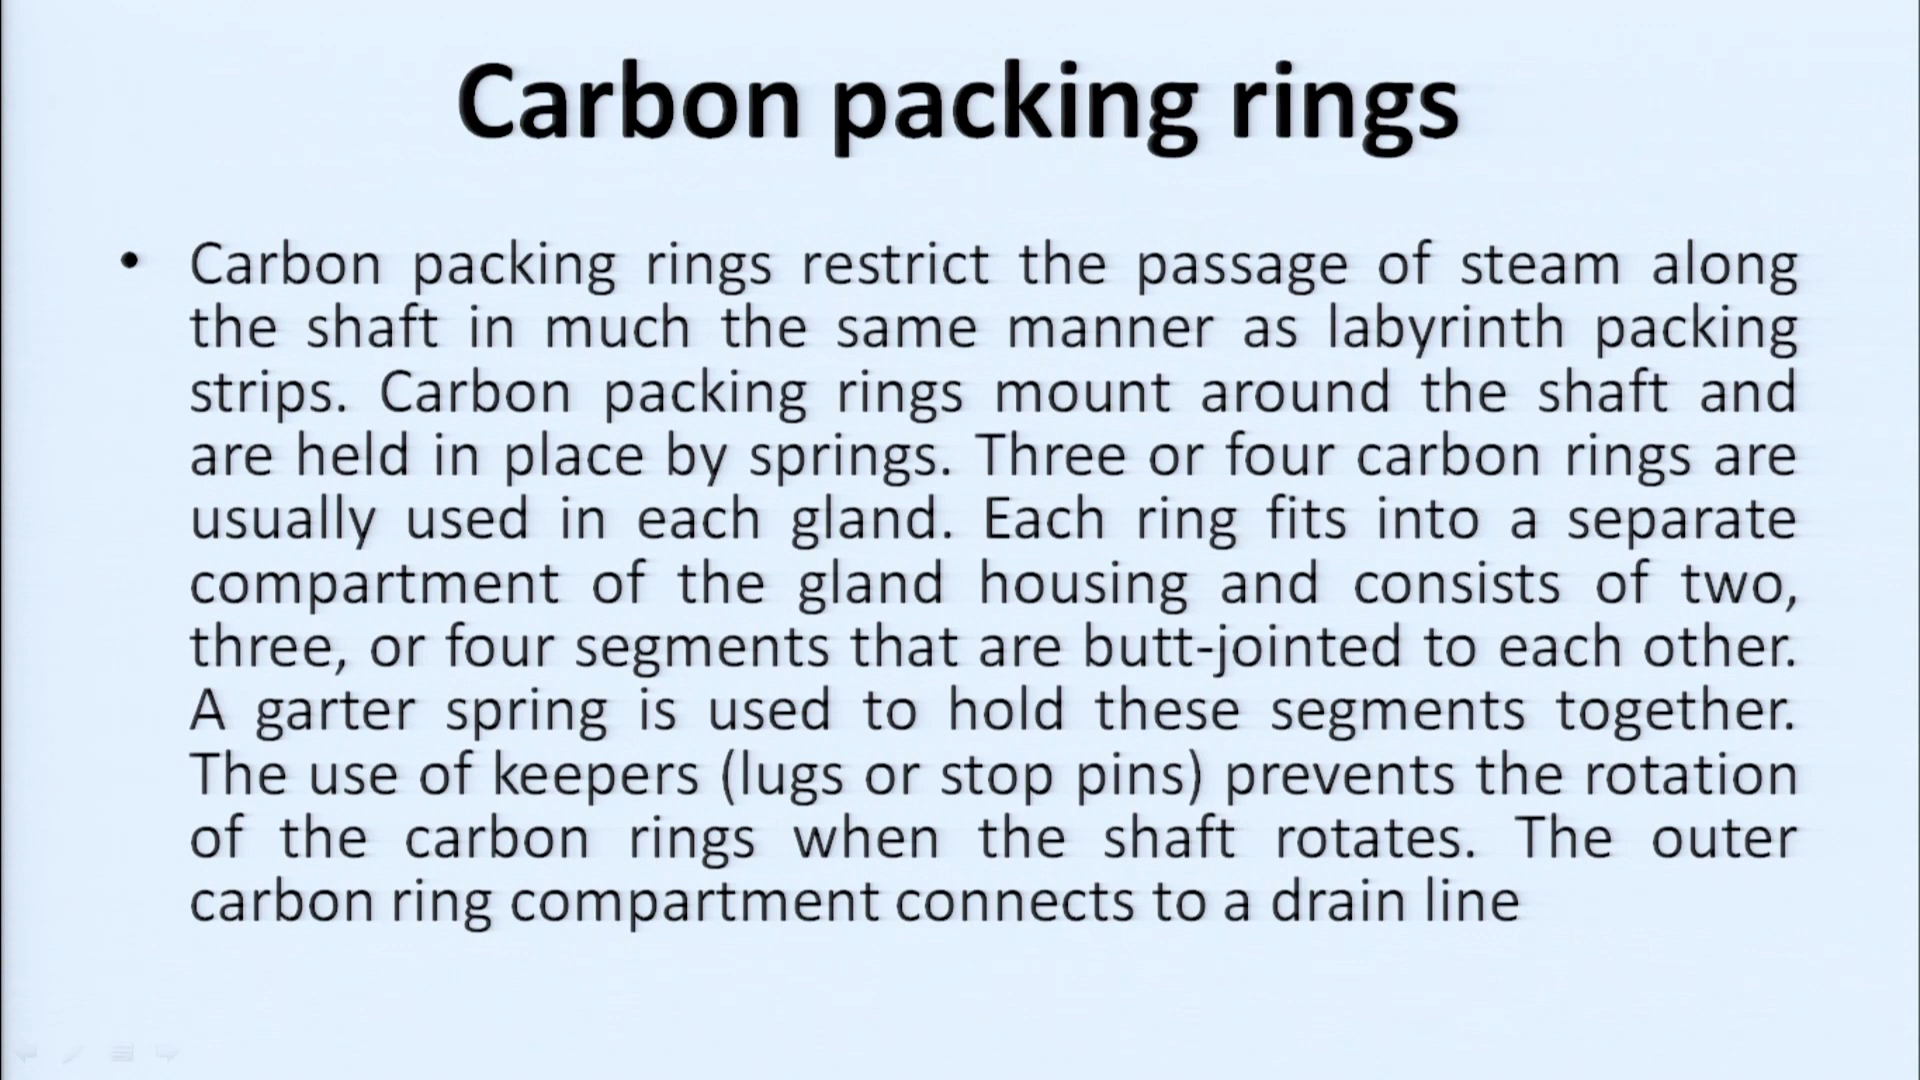 Carbon packing rings
• Carbon packing rings restrict the passage of steam along
the shaft in much the same manner as labyrinth packing
strips. Carbon packing rings mount around the shaft and
are held in place by springs. Three or four carbon rings are
usually used in each gland. Each ring fits into a separate
compartment of the gland housing and consists of two,
three, or four segments that are butt-jointed to each other.
A garter spring is used to hold these segments together.
The use of keepers (lugs or stop pins) prevents the rotation
of the carbon rings when the shaft rotates. The outer
carbon ring compartment connects to a drain line